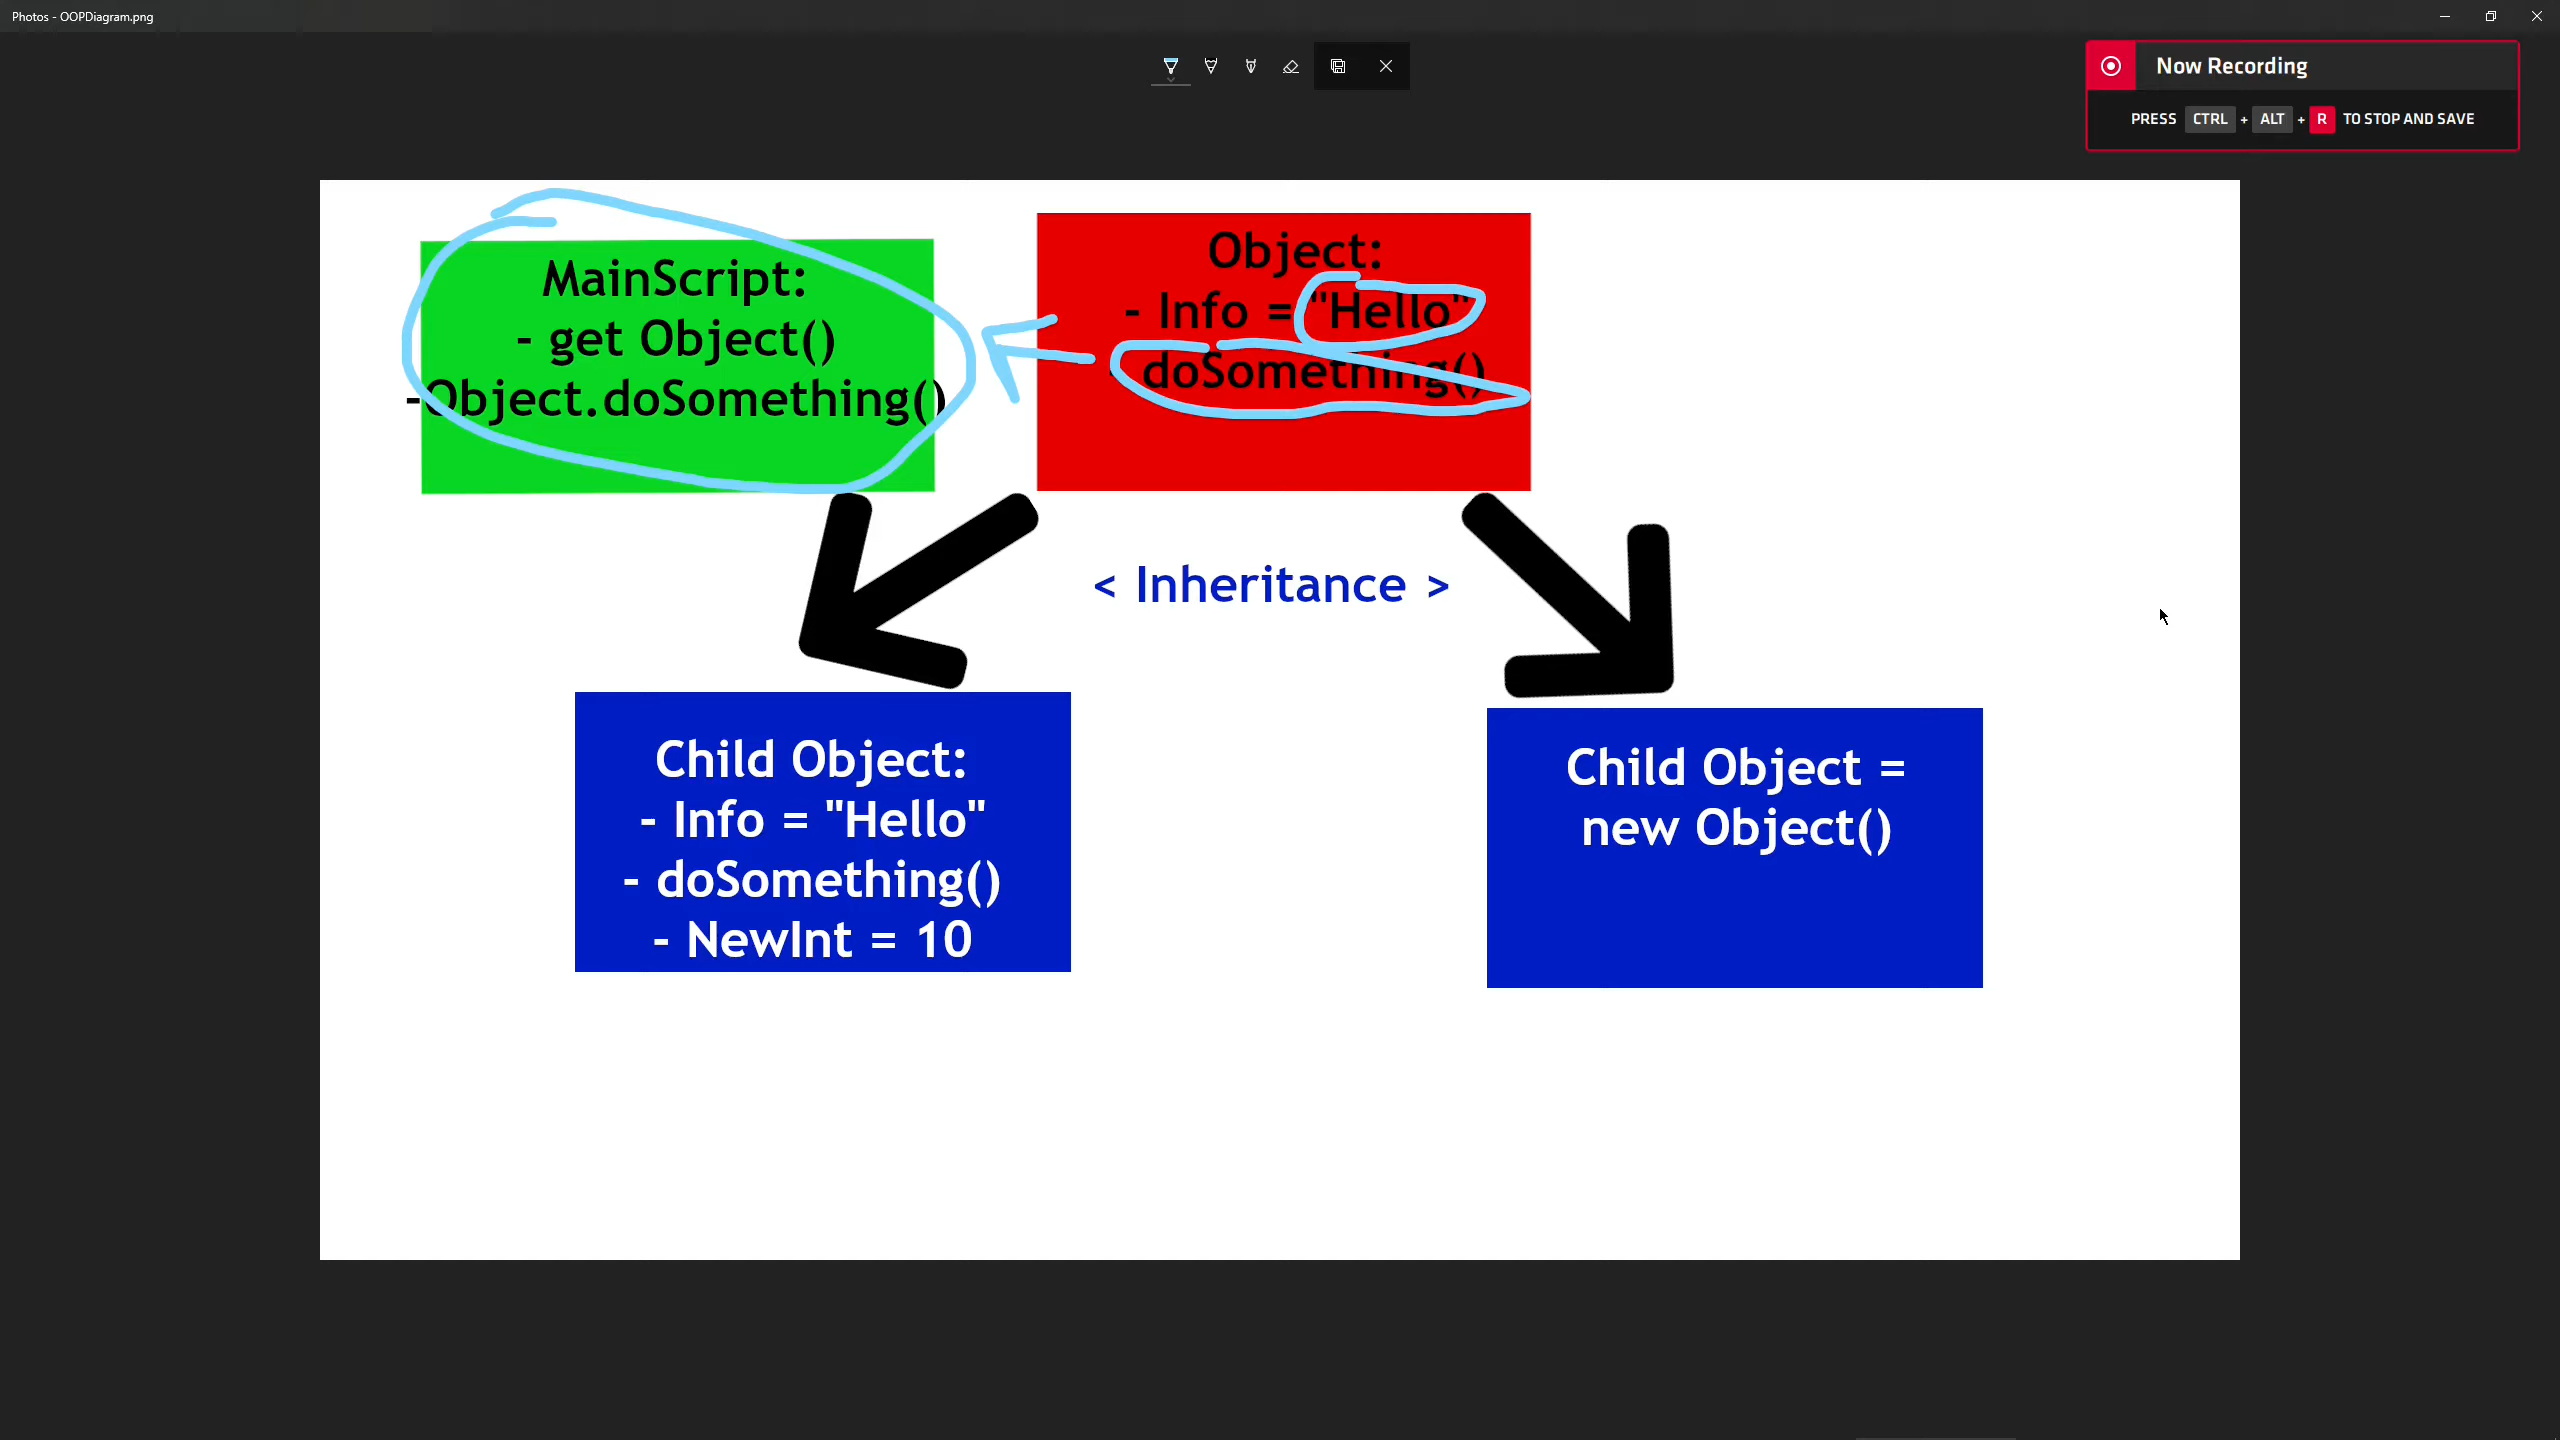 Photos - OOPDiagram.png
Now Recording
PRESS CTRL + ALT + R TO STOP AND SAVE
MainScript:
- get Object()
-Object.doSomething()
Object:
- Info = "Hello"
doSomething()
< Inheritance >
Child Object:
- Info = "Hello"
- doSomething()
- NewInt = 10
Child Object =
new Object()